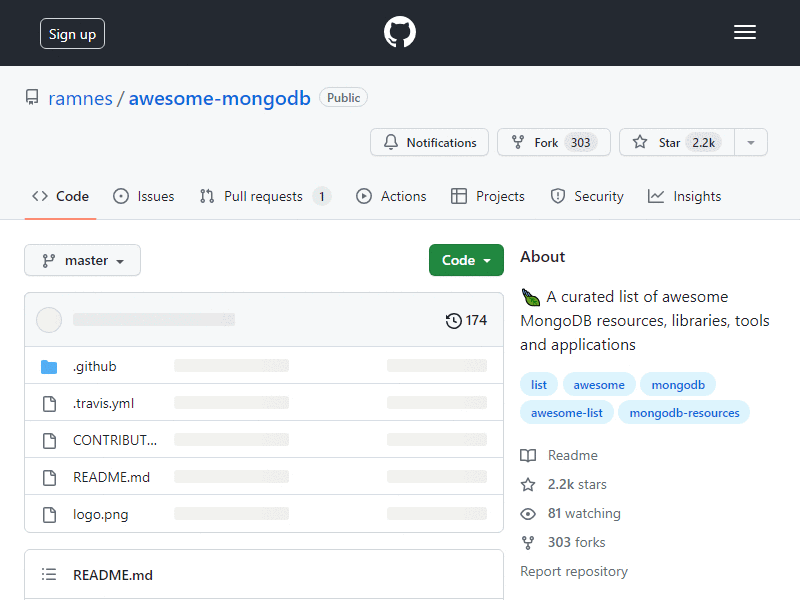 Sign up
ramnes / awesome-mongodb Public
Notifications Fork 303 Star 2.2k
Code Issues Pull requests 1 Actions Projects Security Insights
master Code
174
.github
.travis.yml
CONTRIBUT...
README.md
logo.png
README.md
About
A curated list of awesome
MongoDB resources, libraries, tools
and applications
list awesome mongodb
awesome-list mongodb-resources
Readme
2.2k stars
81 watching
303 forks
Report repository